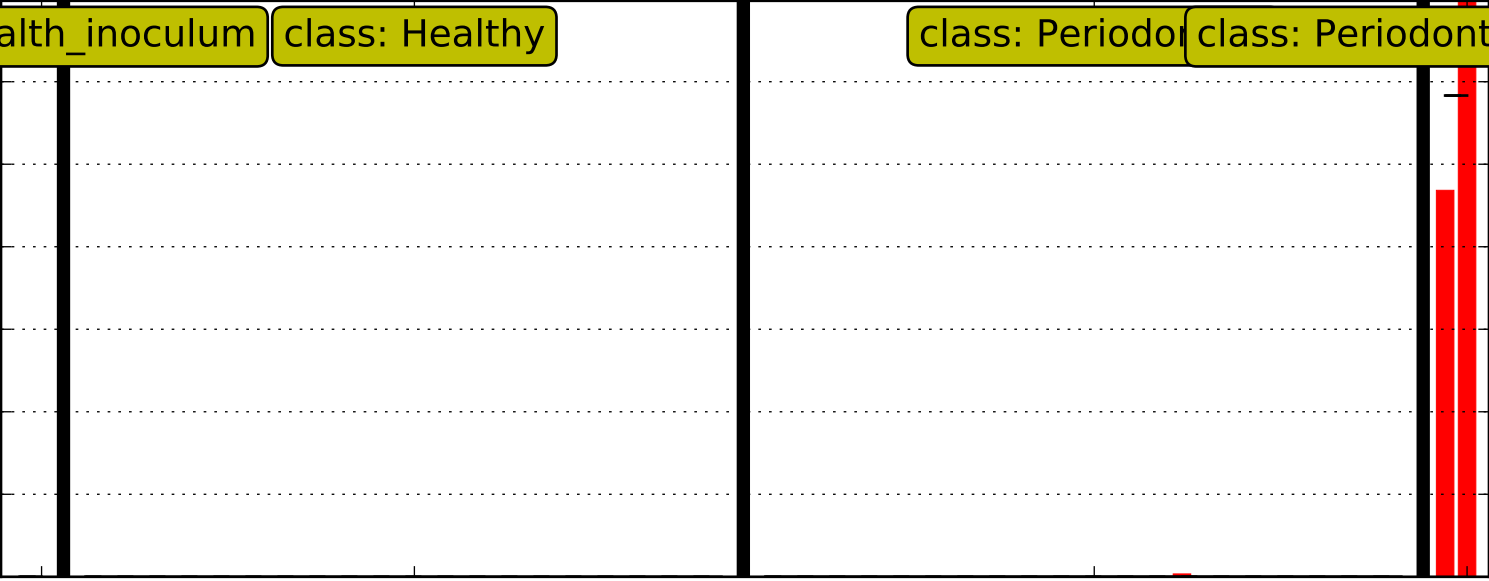 alth_inoculum
class: Healthy
class: Periodon
class: Periodont